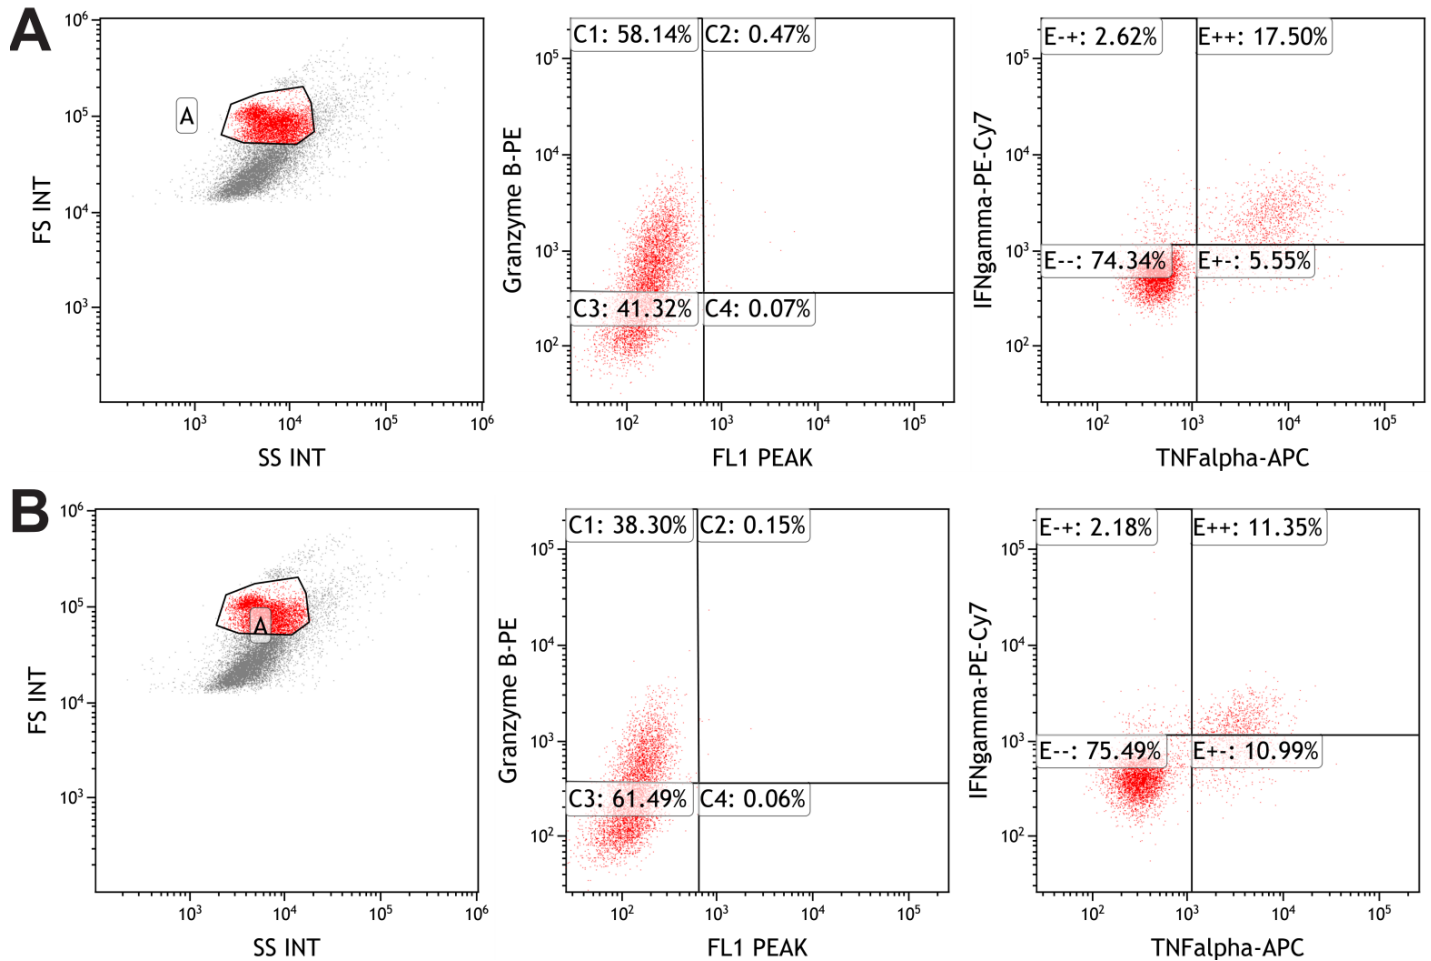 A
10⁶
10⁵
10⁴
10³
FS INT
A
10³
10⁴
10⁵
10⁶
SS INT
C1: 58.14%
C2: 0.47%
C3: 41.32%
C4: 0.07%
10⁵
10⁴
10³
10²
Granzyme B-PE
10²
10³
10⁴
10⁵
FL1 PEAK
E-+: 2.62%
E++: 17.50%
E--: 74.34%
E+-: 5.55%
10⁵
10⁴
10³
10²
IFNgamma-PE-Cy7
10²
10³
10⁴
10⁵
TNFalpha-APC
B
10⁶
10⁵
10⁴
10³
FS INT
A
10³
10⁴
10⁵
10⁶
SS INT
C1: 38.30%
C2: 0.15%
C3: 61.49%
C4: 0.06%
10⁵
10⁴
10³
10²
Granzyme B-PE
10²
10³
10⁴
10⁵
FL1 PEAK
E-+: 2.18%
E++: 11.35%
E--: 75.49%
E+-: 10.99%
10⁵
10⁴
10³
10²
IFNgamma-PE-Cy7
10²
10³
10⁴
10⁵
TNFalpha-APC